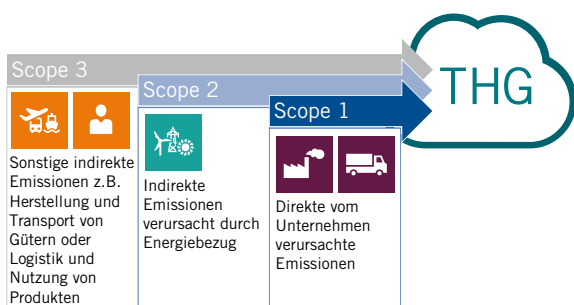 Scope 3
Sonstige indirekte
Emissionen z.B.
Herstellung und
Transport von
Gütern oder
Logistik und
Nutzung von
Produkten
Scope 2
Indirekte
Emissionen
verursacht durch
Energiebezug
Scope 1
Direkte vom
Unternehmen
verursachte
Emissionen
THG